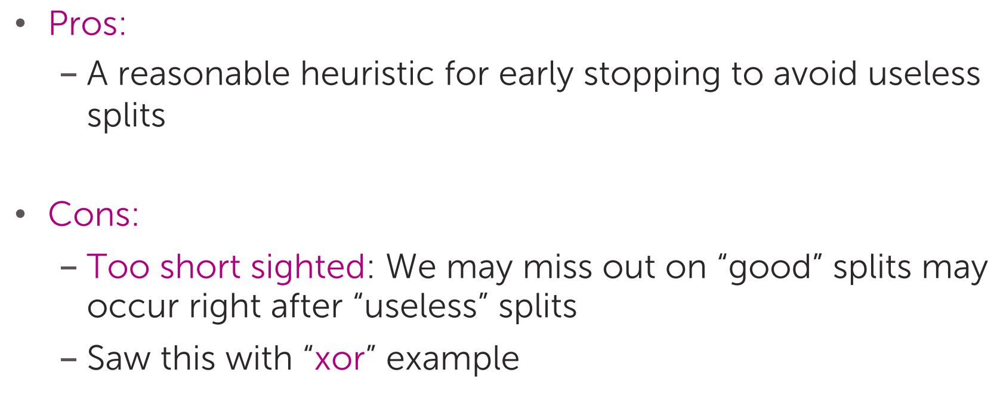 • Pros:
– A reasonable heuristic for early stopping to avoid useless
splits
• Cons:
– Too short sighted: We may miss out on “good” splits may
occur right after “useless” splits
– Saw this with “xor” example